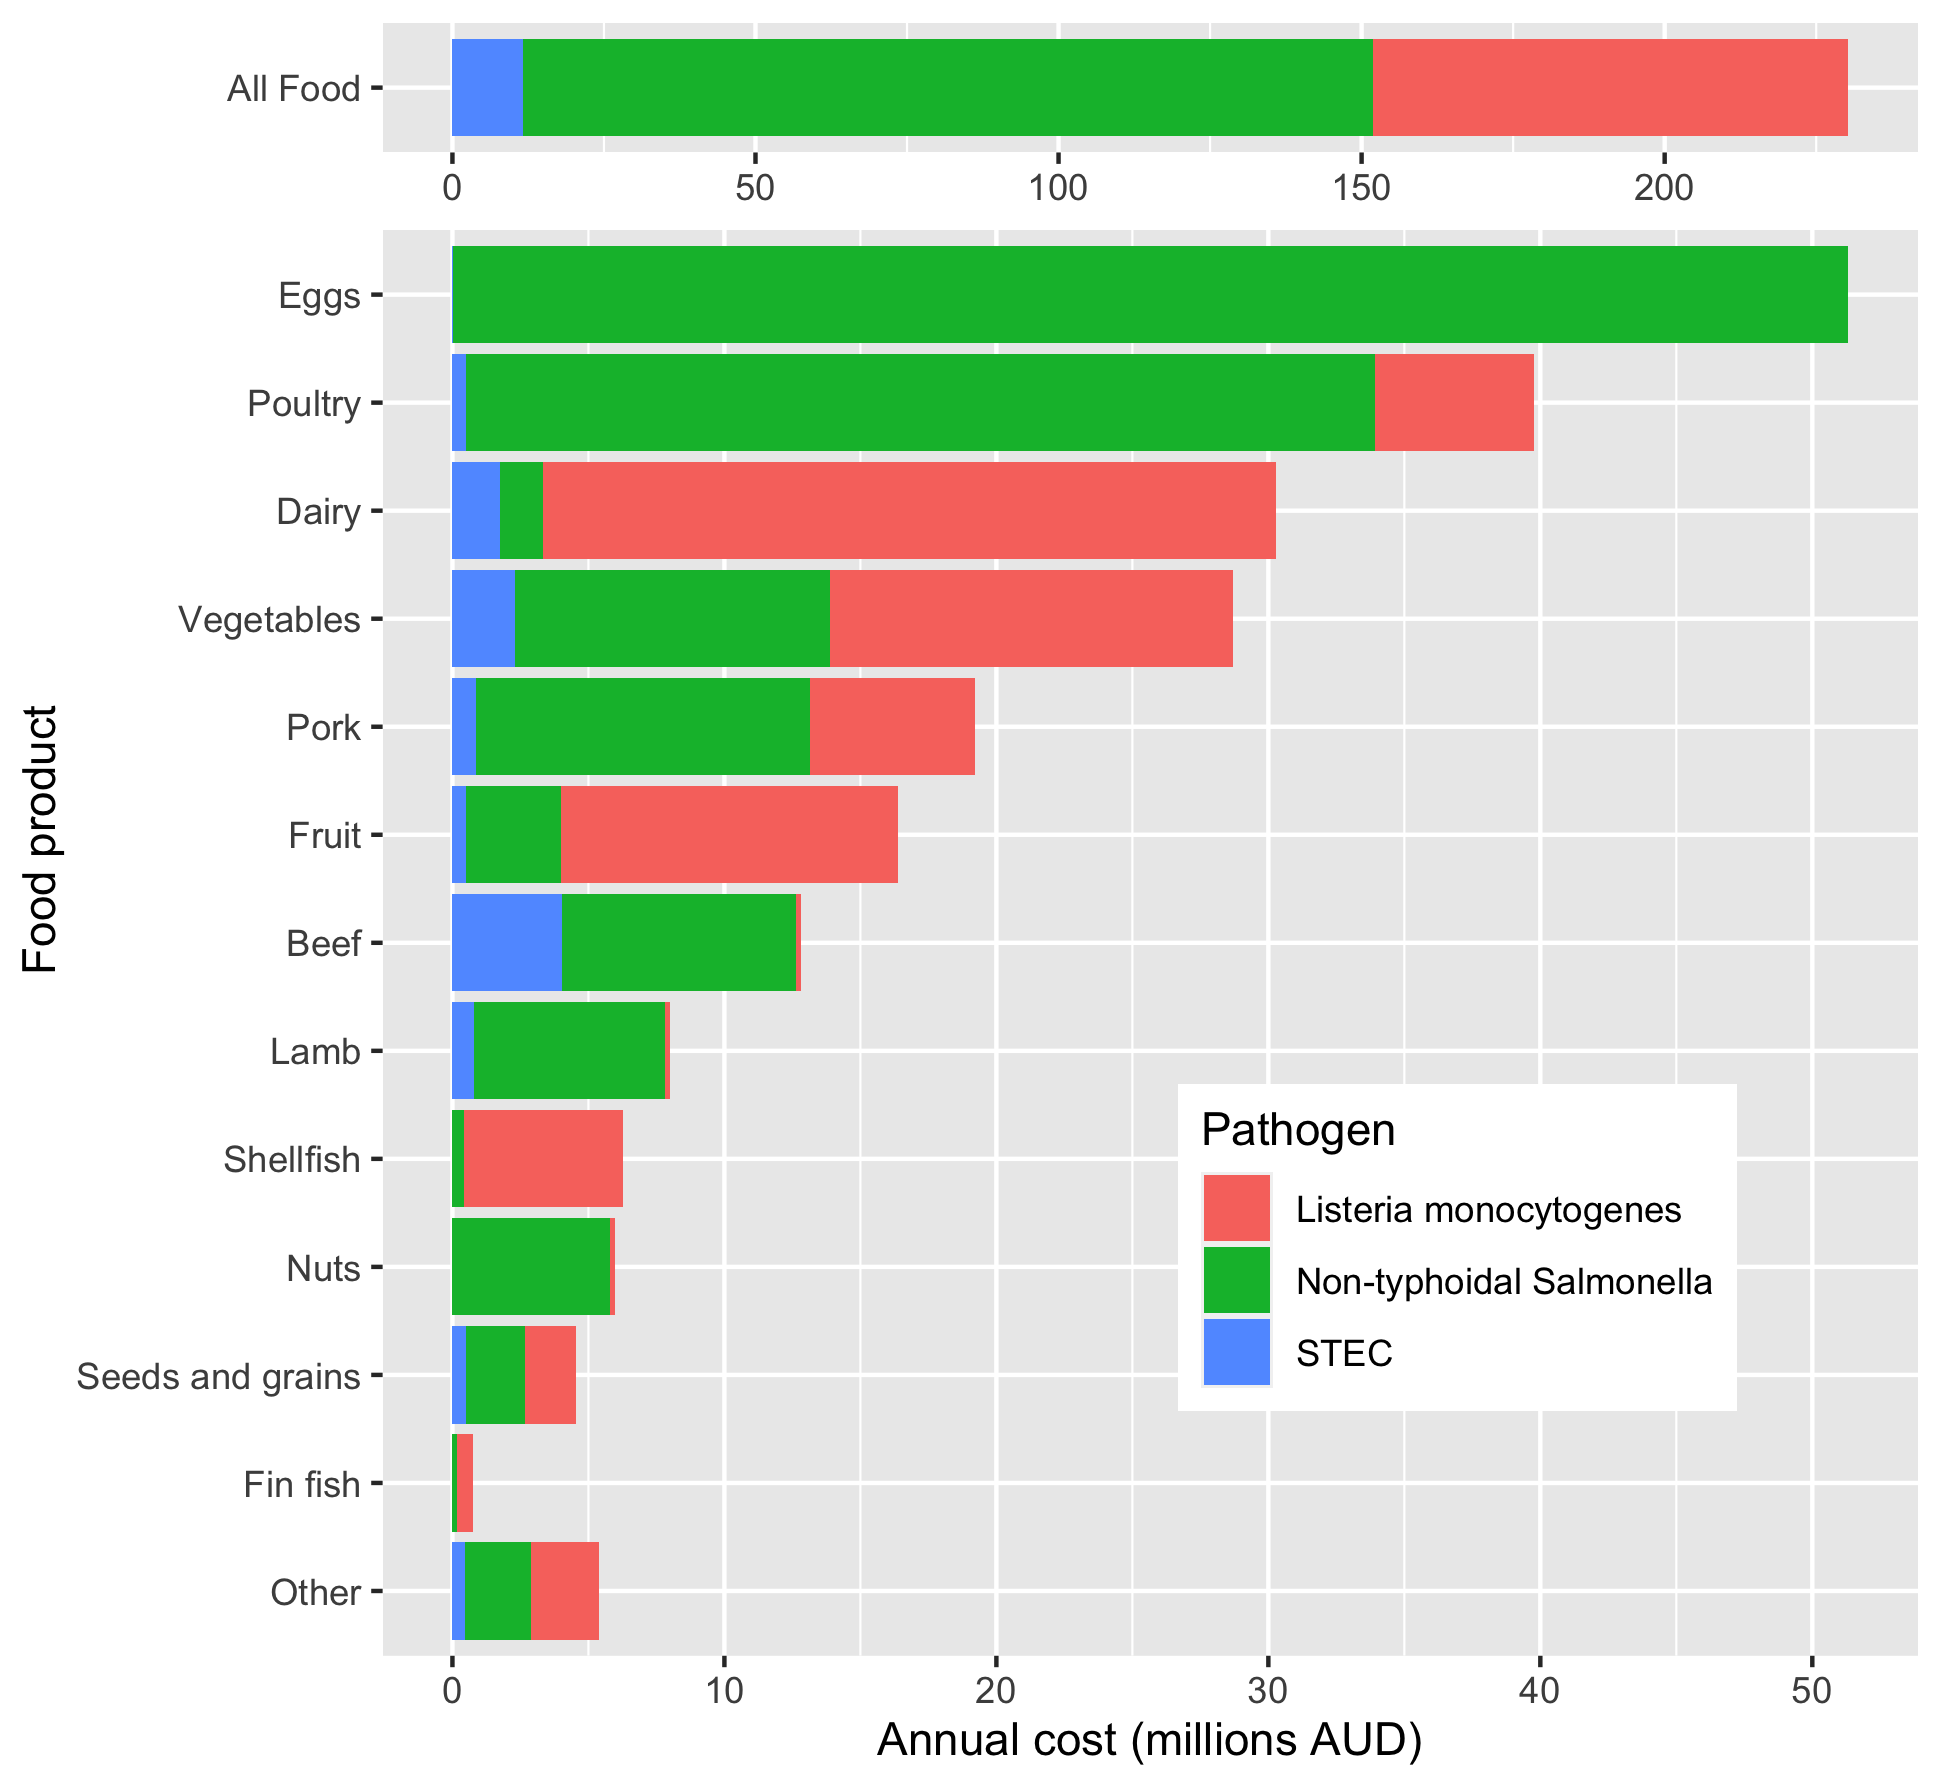 All Food
0 50 100 150 200
Eggs
Poultry
Dairy
Vegetables
Pork
Fruit
Beef
Lamb
Shellfish
Nuts
Seeds and grains
Fin fish
Other
Food product
Pathogen
Listeria monocytogenes
Non-typhoidal Salmonella
STEC
0 10 20 30 40 50
Annual cost (millions AUD)